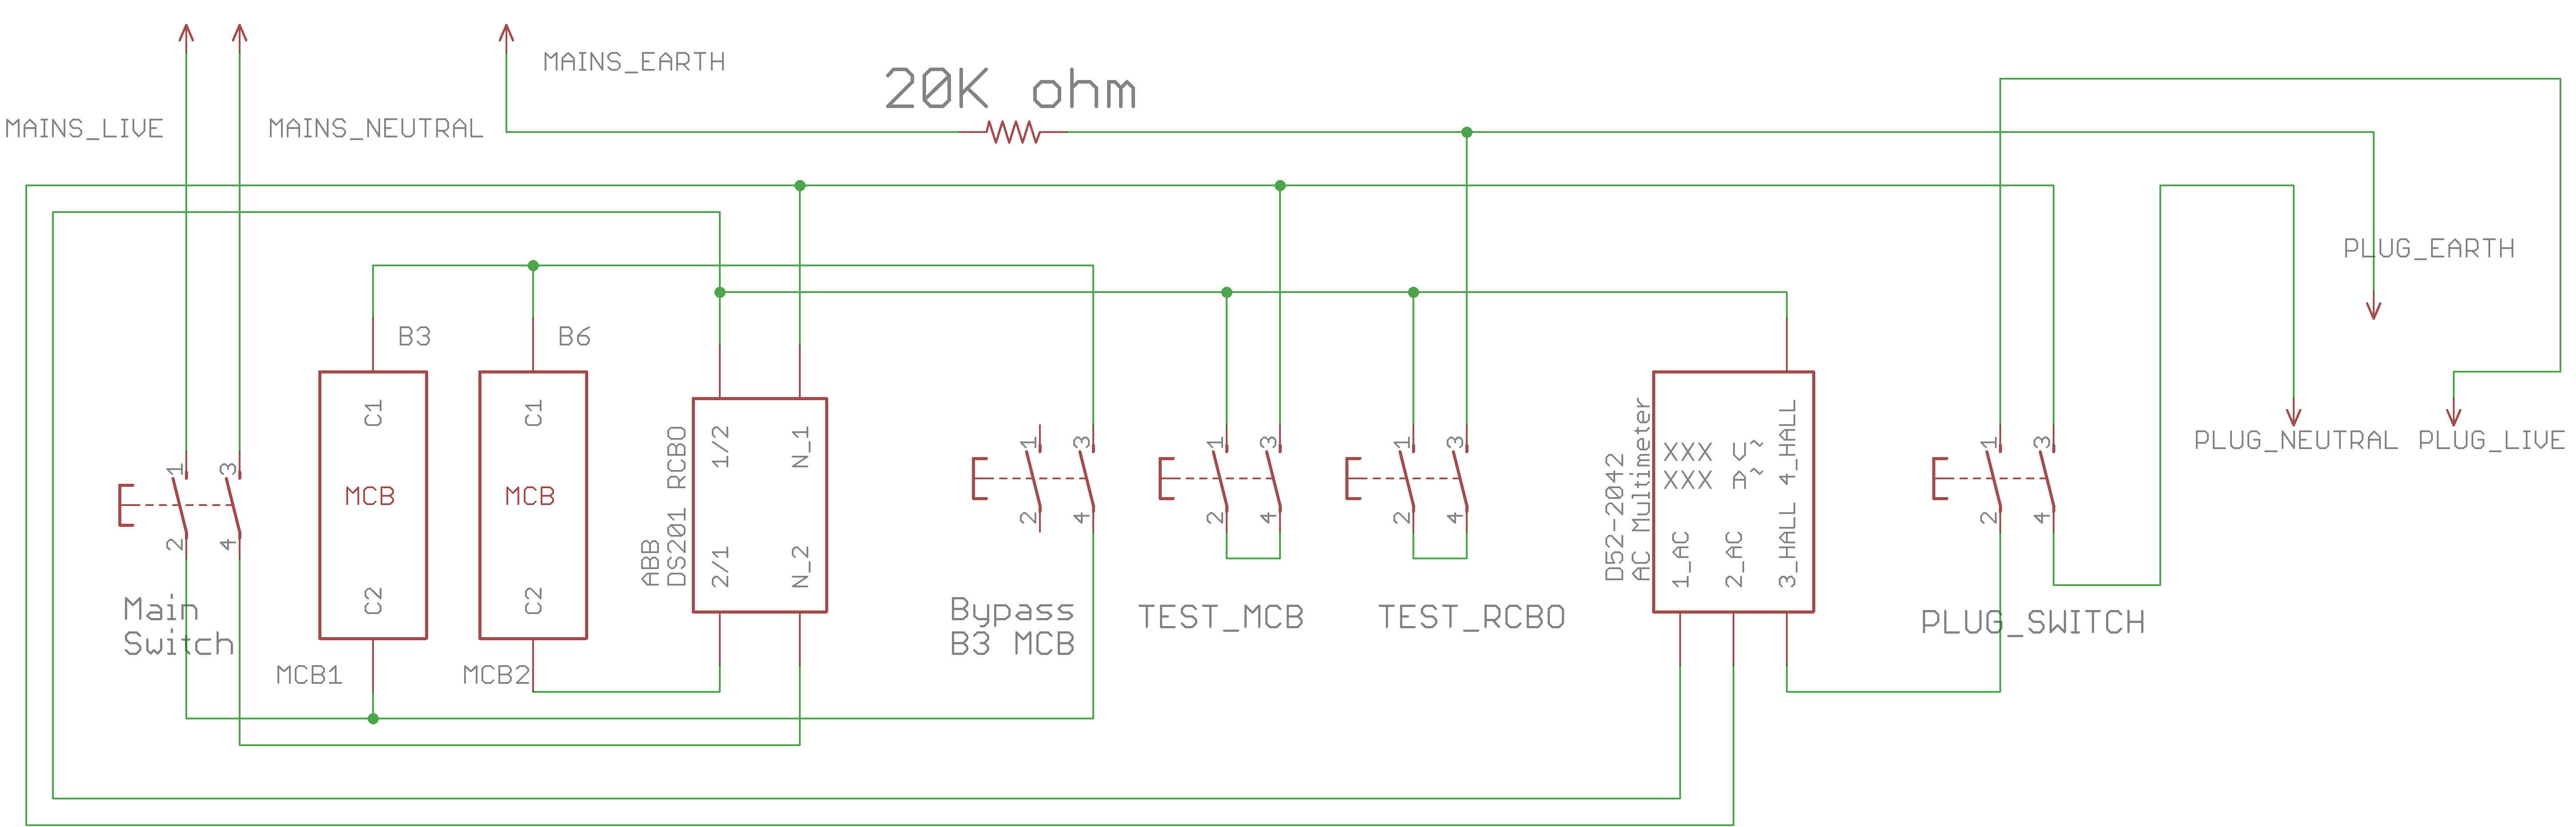 MAINS_LIVE
MAINS_NEUTRAL
MAINS_EARTH
20K ohm
PLUG_EARTH
PLUG_NEUTRAL
PLUG_LIVE
1
3
2
4
Main
Switch
B3
C1
MCB
C2
MCB1
B6
C1
MCB
C2
MCB2
ABB
DS201 RCBO
1/2
N_1
2/1
N_2
1
3
2
4
Bypass
B3 MCB
1
3
2
4
TEST_MCB
1
3
2
4
TEST_RCBO
D52-2042
AC Multimeter
XXX V~
XXX A~
4_HALL
1_AC
2_AC
3_HALL
1
3
2
4
PLUG_SWITCH